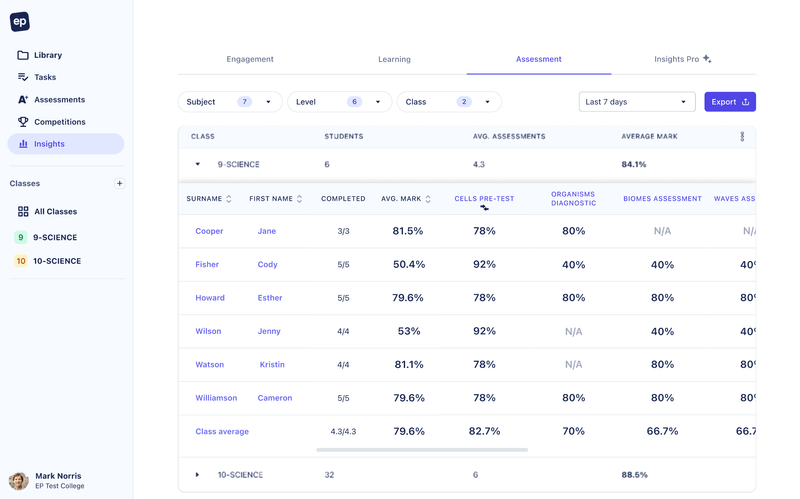 ep
Library
Tasks
Assessments
Competitions
Insights
Classes
All Classes
9 9-SCIENCE
10 10-SCIENCE
Mark Norris
EP Test College
Engagement Learning Assessment Insights Pro
Subject 7 Level 6 Class 2 Last 7 days Export
CLASS STUDENTS AVG. ASSESSMENTS AVERAGE MARK
9-SCIENCE 6 4.3 84.1%
SURNAME FIRST NAME COMPLETED AVG. MARK CELLS PRE-TEST ORGANISMS DIAGNOSTIC BIOMES ASSESSMENT WAVES ASS
Cooper Jane 3/3 81.5% 78% 80% N/A N/
Fisher Cody 5/5 50.4% 92% 40% 40% 40
Howard Esther 5/5 79.6% 78% 80% 80% 80
Wilson Jenny 4/4 53% 92% N/A 40% 40
Watson Kristin 4/4 81.1% 78% N/A 80% 80
Williamson Cameron 5/5 79.6% 78% 80% 80% 80
Class average 4.3/4.3 79.6% 82.7% 70% 66.7% 66.7
10-SCIENCE 32 6 88.5%